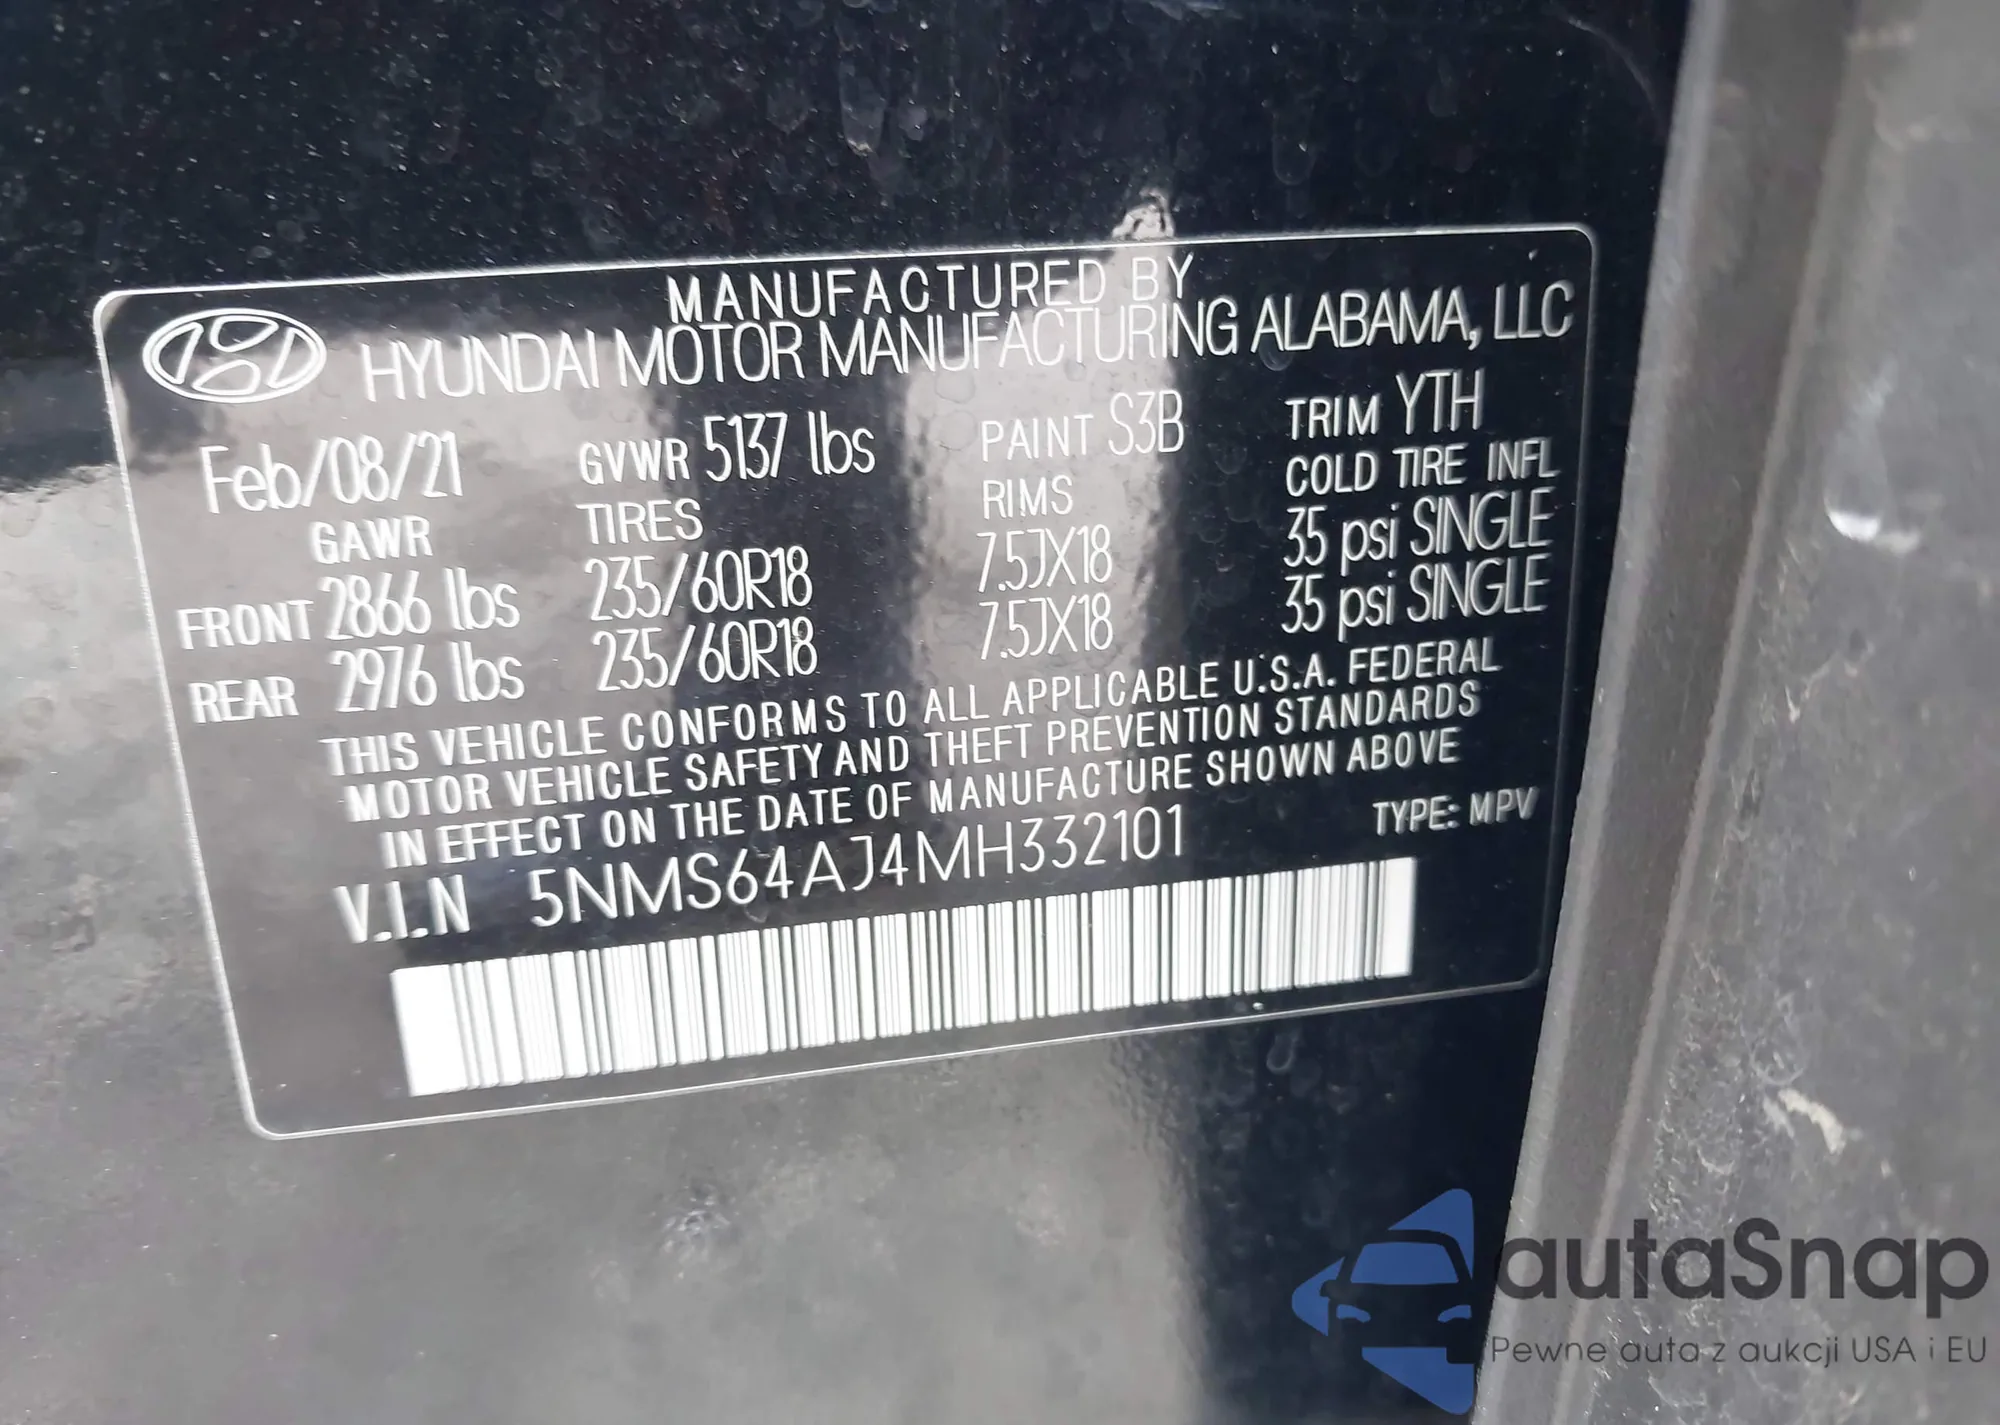 MANUFACTURED BY
HYUNDAI MOTOR MANUFACTURING ALABAMA, LLC
Feb/08/21 GVWR 5137 lbs PAINT S3B TRIM YTH
GAWR TIRES RIMS COLD TIRE INFL
FRONT 2866 lbs 235/60R18 7.5JX18 35 psi SINGLE
REAR 2976 lbs 235/60R18 7.5JX18 35 psi SINGLE
THIS VEHICLE CONFORMS TO ALL APPLICABLE U.S.A. FEDERAL
MOTOR VEHICLE SAFETY AND THEFT PREVENTION STANDARDS
IN EFFECT ON THE DATE OF MANUFACTURE SHOWN ABOVE
V.I.N 5NMS64AJ4MH332101 TYPE: MPV
autaSnap
Pewne auta z aukcji USA i EU